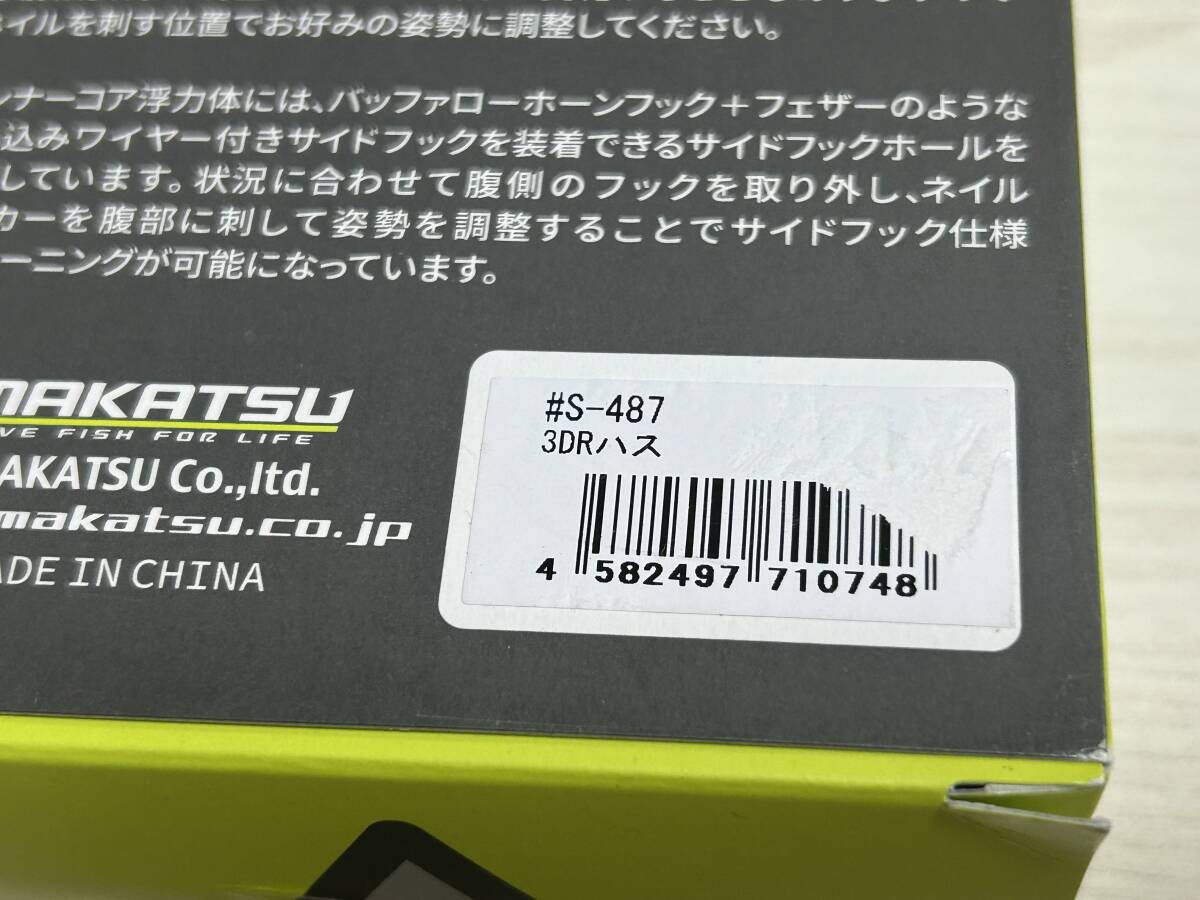 ネイルを刺す位置でお好みの姿勢に調整してください。
ンナーコア浮力体には、バッファローホーンフック＋フェザーのような
込みワイヤー付きサイドフックを装着できるサイドフックホールを
しています。状況に合わせて腹側のフックを取り外し、ネイル
カーを腹部に刺して姿勢を調整することでサイドフック仕様
ーニングが可能になっています。
MAKATSU
VE FISH FOR LIFE
AKATSU Co.,ltd.
makatsu.co.jp
ADE IN CHINA
#S-487
3DRハス
4 582497 710748